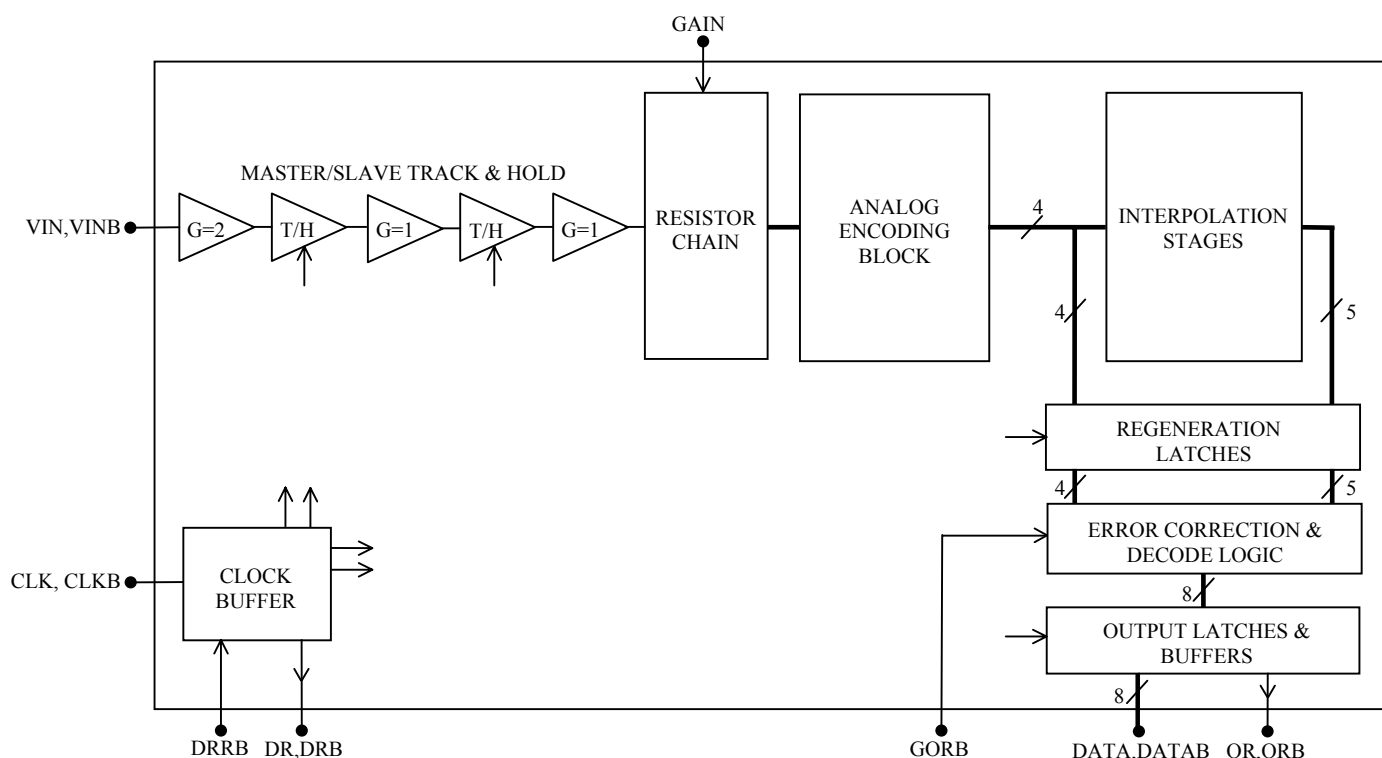 GAIN
MASTER/SLAVE TRACK & HOLD
VIN,VINB
G=2
T/H
G=1
T/H
G=1
RESISTOR
CHAIN
ANALOG
ENCODING
BLOCK
4
INTERPOLATION
STAGES
4
5
REGENERATION
LATCHES
4
5
ERROR CORRECTION &
DECODE LOGIC
CLK, CLKB
CLOCK
BUFFER
8
OUTPUT LATCHES &
BUFFERS
8
DRRB
DR,DRB
GORB
DATA,DATAB
OR,ORB